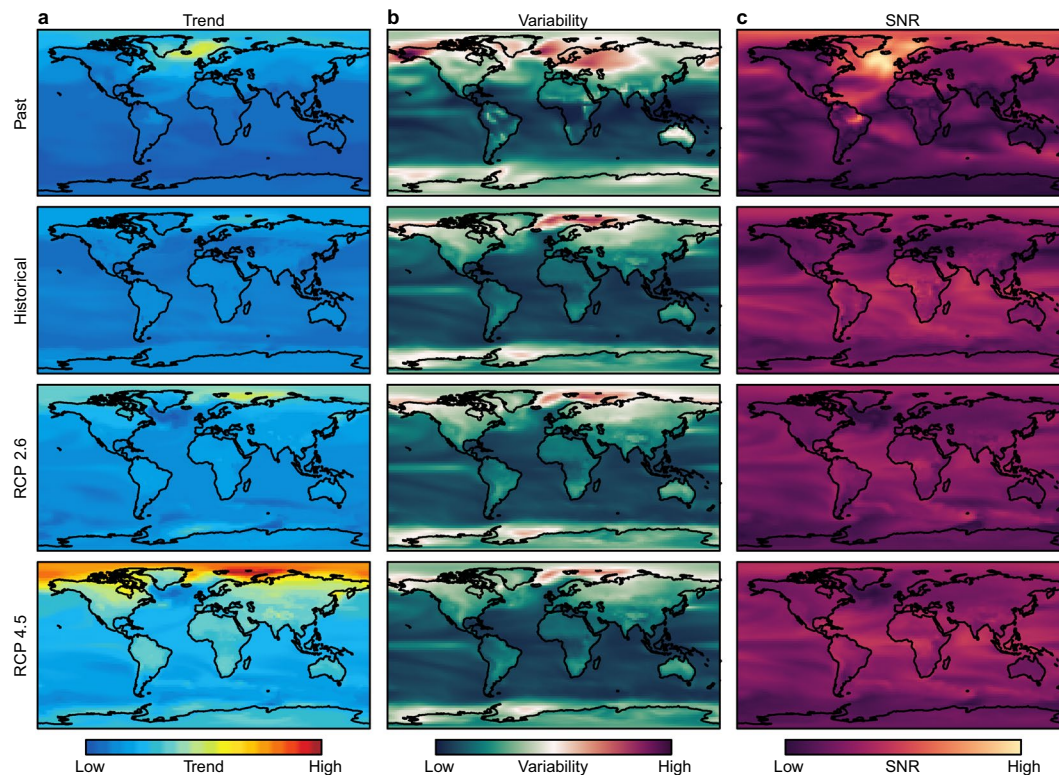 a Trend b Variability c SNR
Past
Historical
RCP 2.6
RCP 4.5
Low Trend High Low Variability High Low SNR High